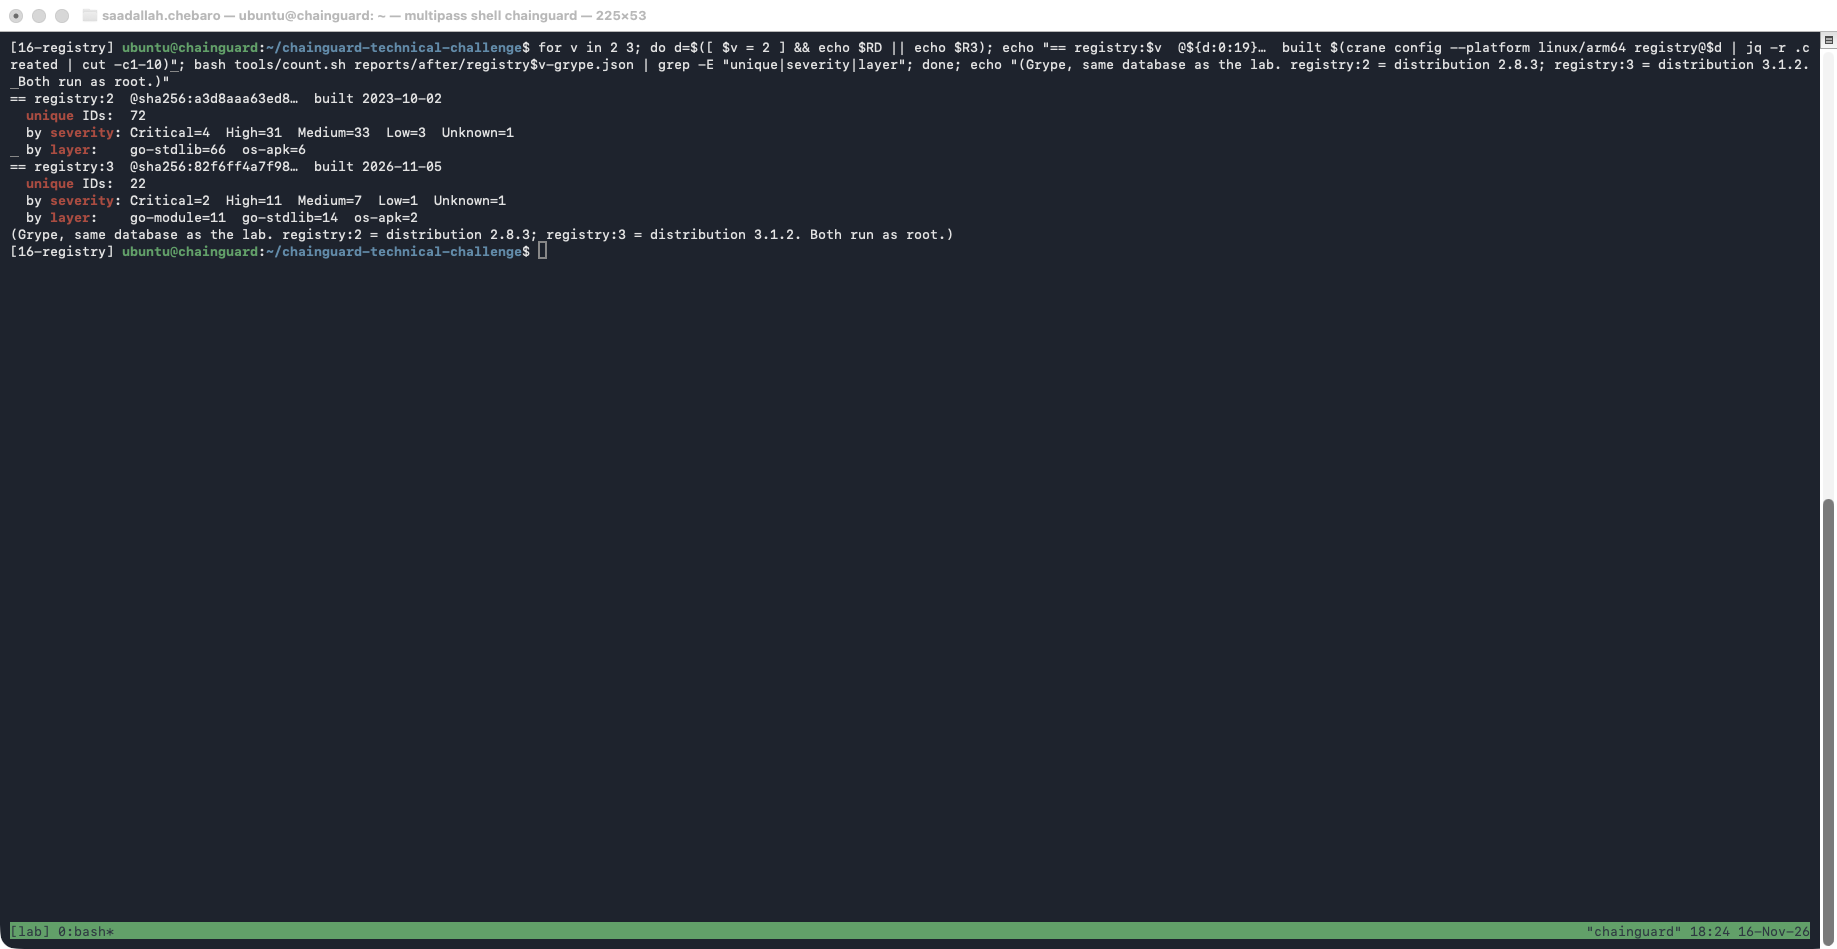 saadallah.chebaro — ubuntu@chainguard: ~ — multipass shell chainguard — 225×53
[16-registry] ubuntu@chainguard:~/chainguard-technical-challenge$ for v in 2 3; do d=$([ $v = 2 ] && echo $RD || echo $R3); echo "== registry:$v  @${d:0:19}…  built $(crane config --platform linux/arm64 registry@$d | jq -r .c
reated | cut -c1-10)"; bash tools/count.sh reports/after/registry$v-grype.json | grep -E "unique|severity|layer"; done; echo "(Grype, same database as the lab. registry:2 = distribution 2.8.3; registry:3 = distribution 3.1.2.
_Both run as root.)"
== registry:2  @sha256:a3d8aaa63ed8…  built 2023-10-02
  unique IDs:  72
  by severity: Critical=4  High=31  Medium=33  Low=3  Unknown=1
_ by layer:    go-stdlib=66  os-apk=6
== registry:3  @sha256:82f6ff4a7f98…  built 2026-11-05
  unique IDs:  22
  by severity: Critical=2  High=11  Medium=7  Low=1  Unknown=1
  by layer:    go-module=11  go-stdlib=14  os-apk=2
(Grype, same database as the lab. registry:2 = distribution 2.8.3; registry:3 = distribution 3.1.2. Both run as root.)
[16-registry] ubuntu@chainguard:~/chainguard-technical-challenge$
[lab] 0:bash* "chainguard" 18:24 16-Nov-26